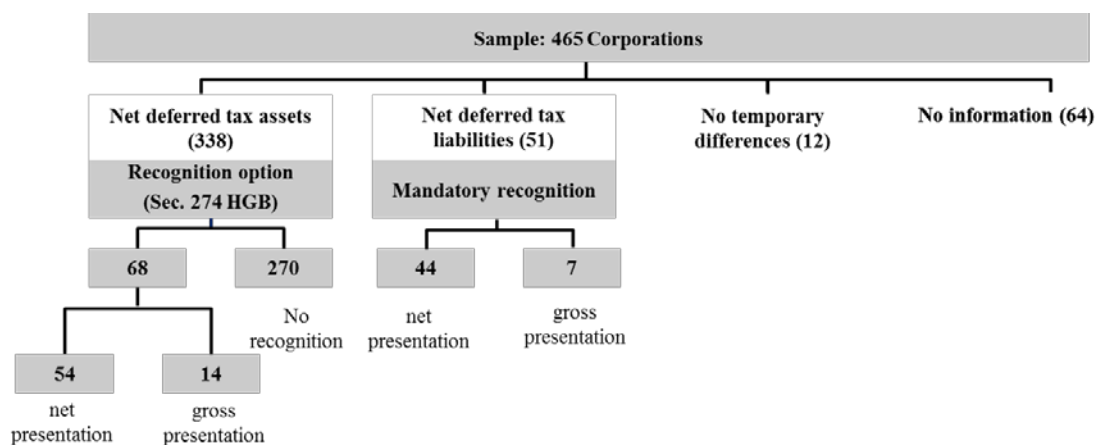 Sample: 465 Corporations
Net deferred tax assets
(338)
Recognition option
(Sec. 274 HGB)
Net deferred tax
liabilities (51)
Mandatory recognition
No temporary
differences (12)
No information (64)
68
270
44
7
No
recognition
net
presentation
gross
presentation
54
14
net
presentation
gross
presentation